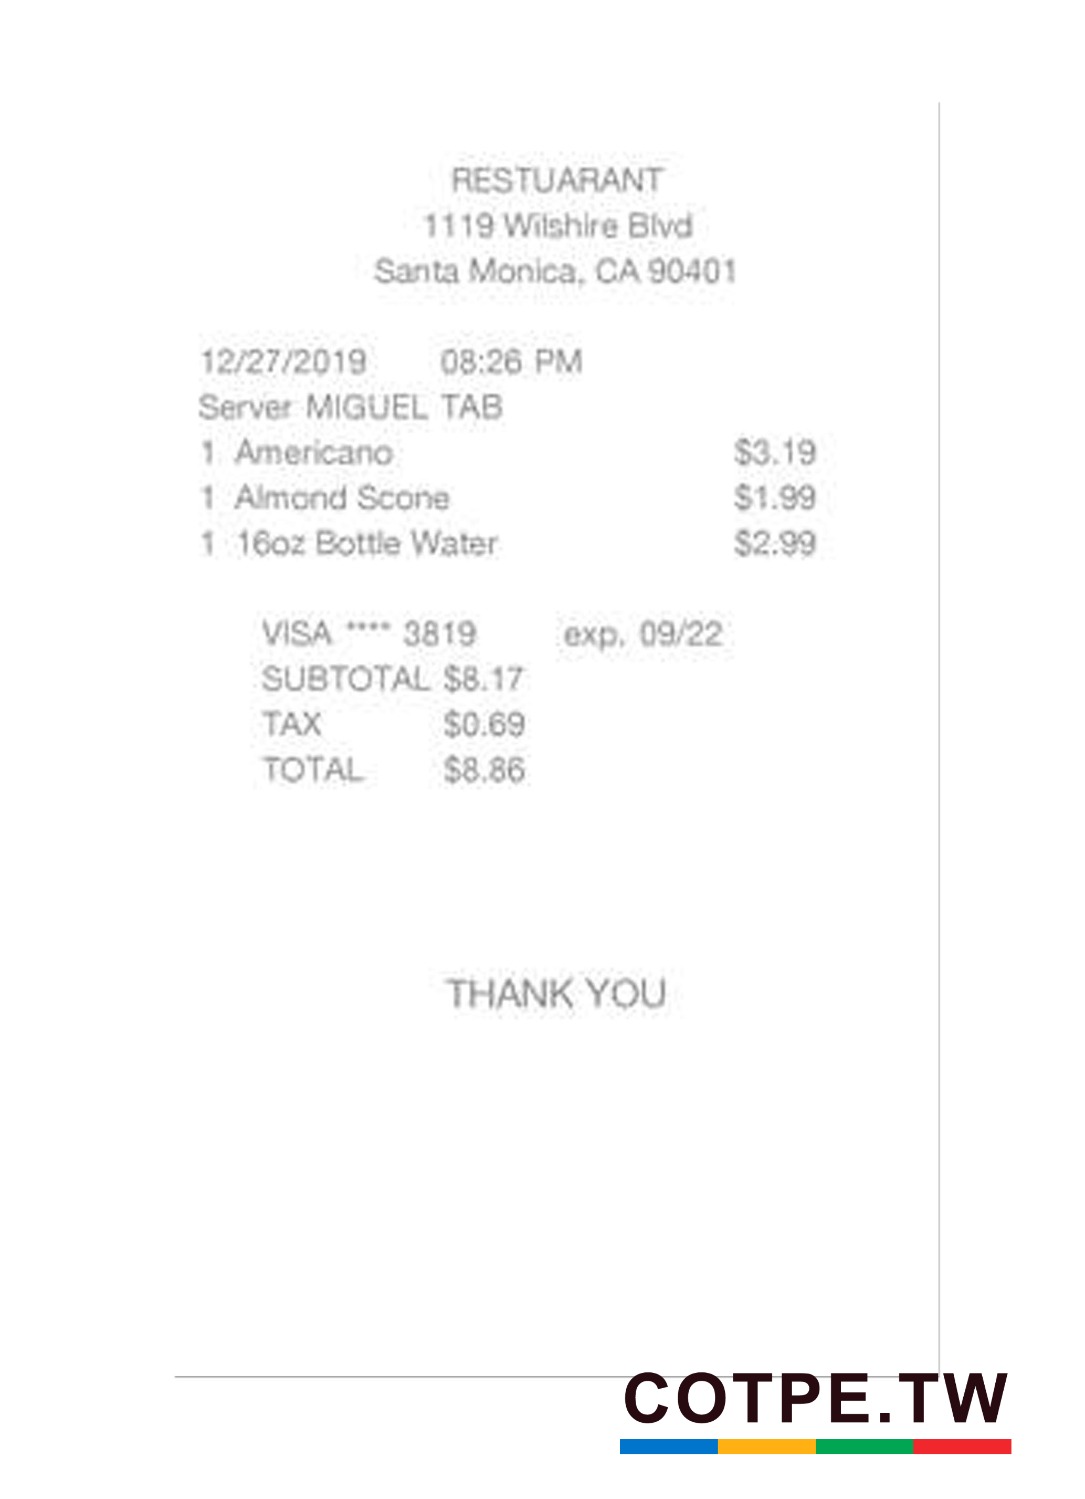 RESTUARANT
1119 Wilshire Blvd
Santa Monica, CA 90401
12/27/2019 08:26 PM
Server MIGUEL TAB
1 Americano $3.19
1 Almond Scone $1.99
1 16oz Bottle Water $2.99
VISA **** 3819 exp. 09/22
SUBTOTAL $8.17
TAX $0.69
TOTAL $8.86
THANK YOU
COTPE.TW